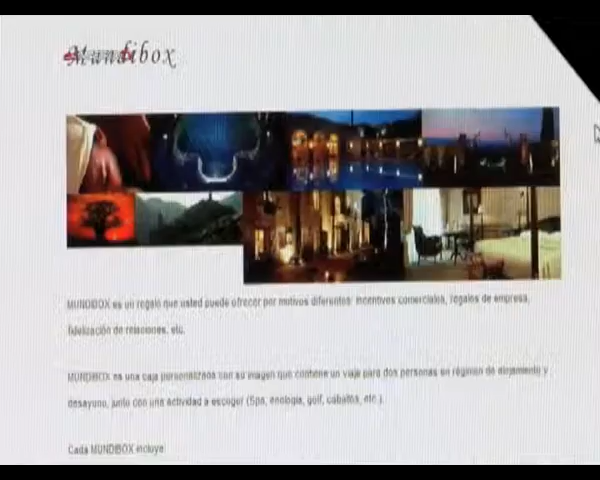 Mundibox
MUNDIBOX es un regalo que usted puede ofrecer por motivos diferentes: incentivos comerciales, regalos de empresa,
fidelización de relaciones, etc.
MUNDIBOX es una caja personalizada con su imagen que contiene un viaje para dos personas en régimen de alojamiento y
desayuno, junto con una actividad a escoger (Spa, enología, golf, caballos, etc.).
Cada MUNDIBOX incluye